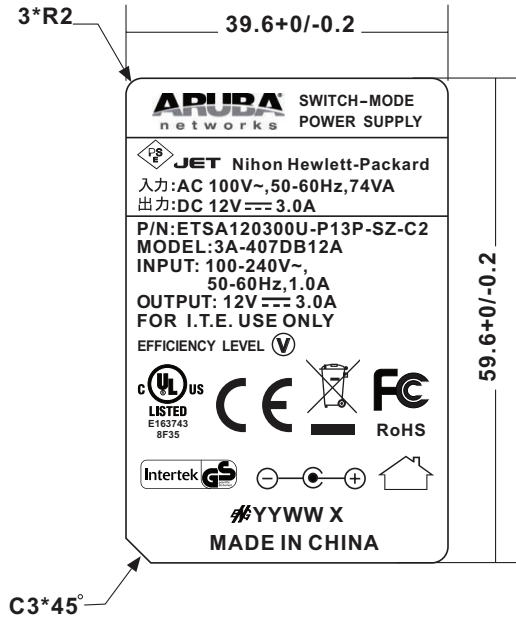 3*R2
39.6+0/-0.2
ARUBA
networks
SWITCH-MODE
POWER SUPPLY
PS
E
JET Nihon Hewlett-Packard
入力:AC 100V~,50-60Hz,74VA
出力:DC 12V⎓3.0A
P/N:ETSA120300U-P13P-SZ-C2
MODEL:3A-407DB12A
INPUT: 100-240V~,
50-60Hz,1.0A
OUTPUT: 12V⎓3.0A
FOR I.T.E. USE ONLY
EFFICIENCY LEVEL Ⓥ
59.6+0/-0.2
C UL US
LISTED
E163743
8F35
CE
FC
RoHS
Intertek GS
YYWW X
MADE IN CHINA
C3*45°